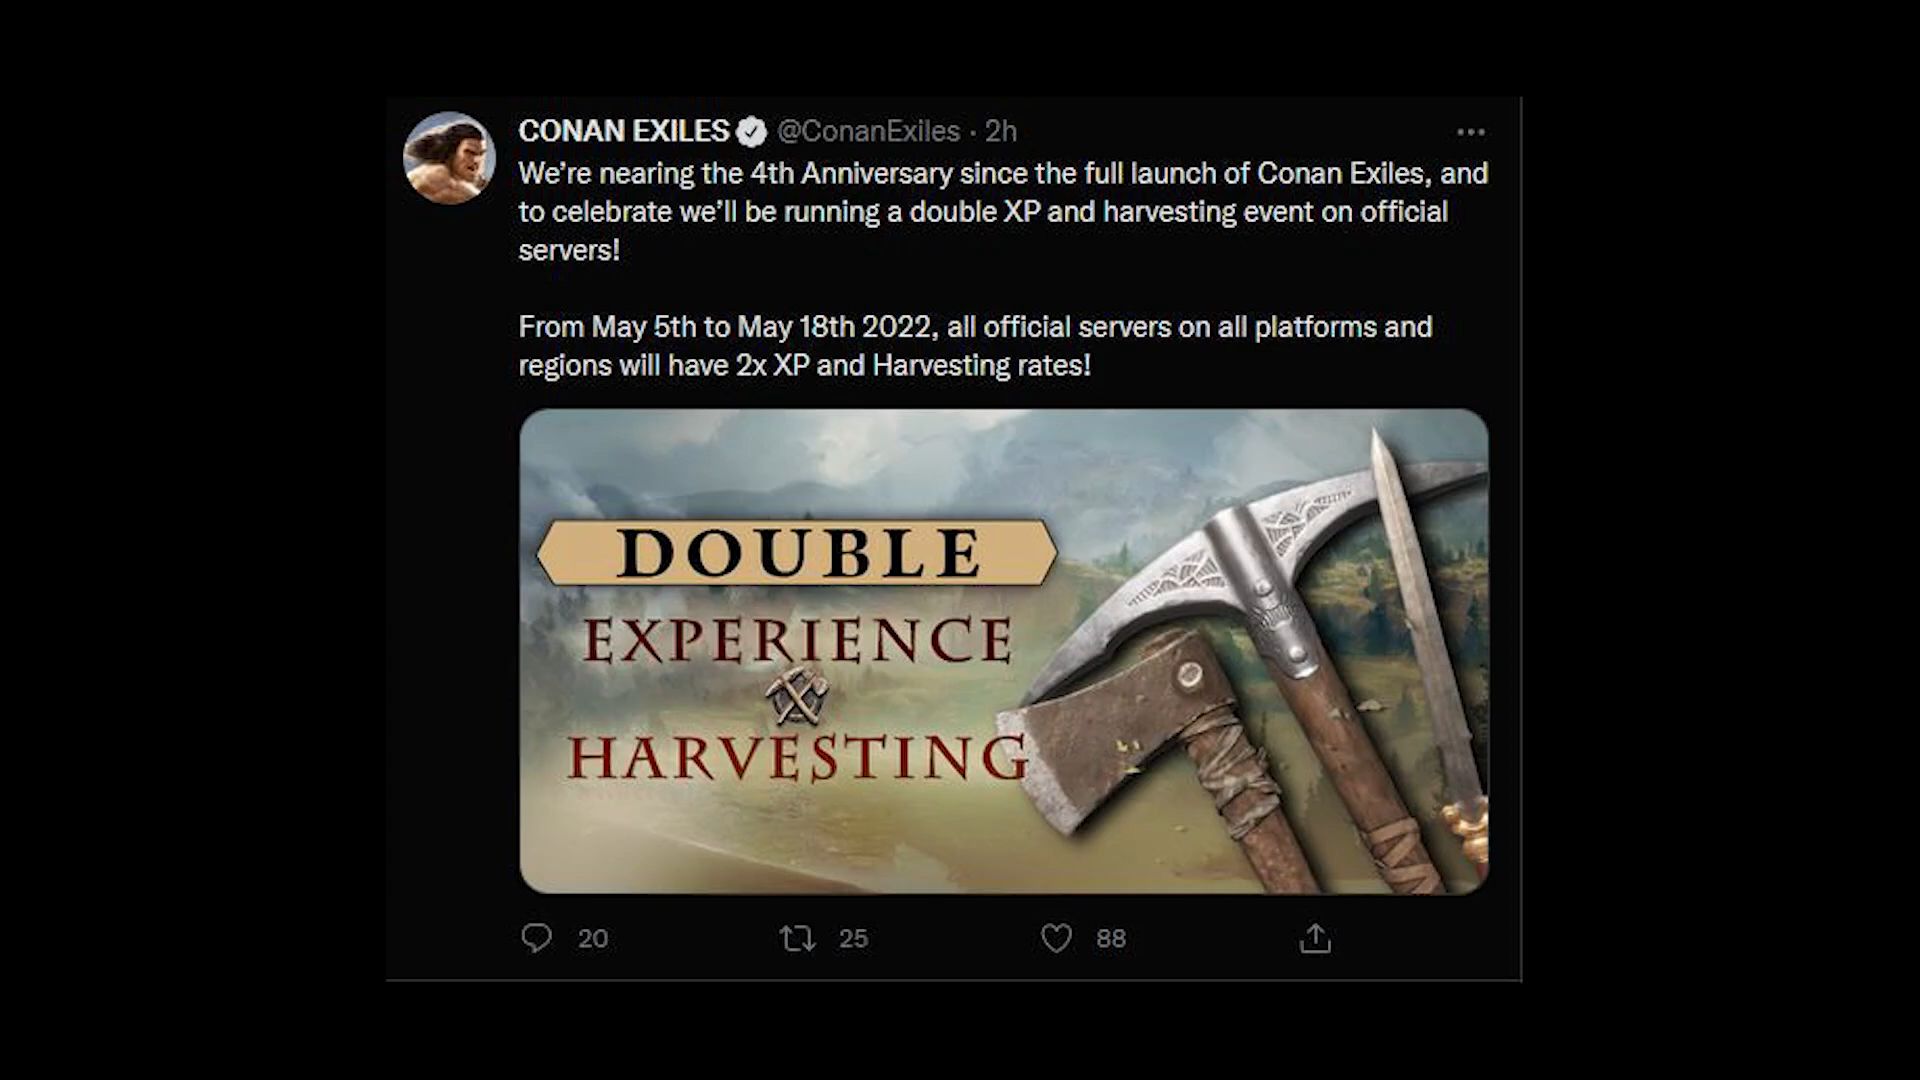 CONAN EXILES @ConanExiles · 2h
We’re nearing the 4th Anniversary since the full launch of Conan Exiles, and
to celebrate we’ll be running a double XP and harvesting event on official
servers!
From May 5th to May 18th 2022, all official servers on all platforms and
regions will have 2x XP and Harvesting rates!
DOUBLE
EXPERIENCE
HARVESTING
20 25 88